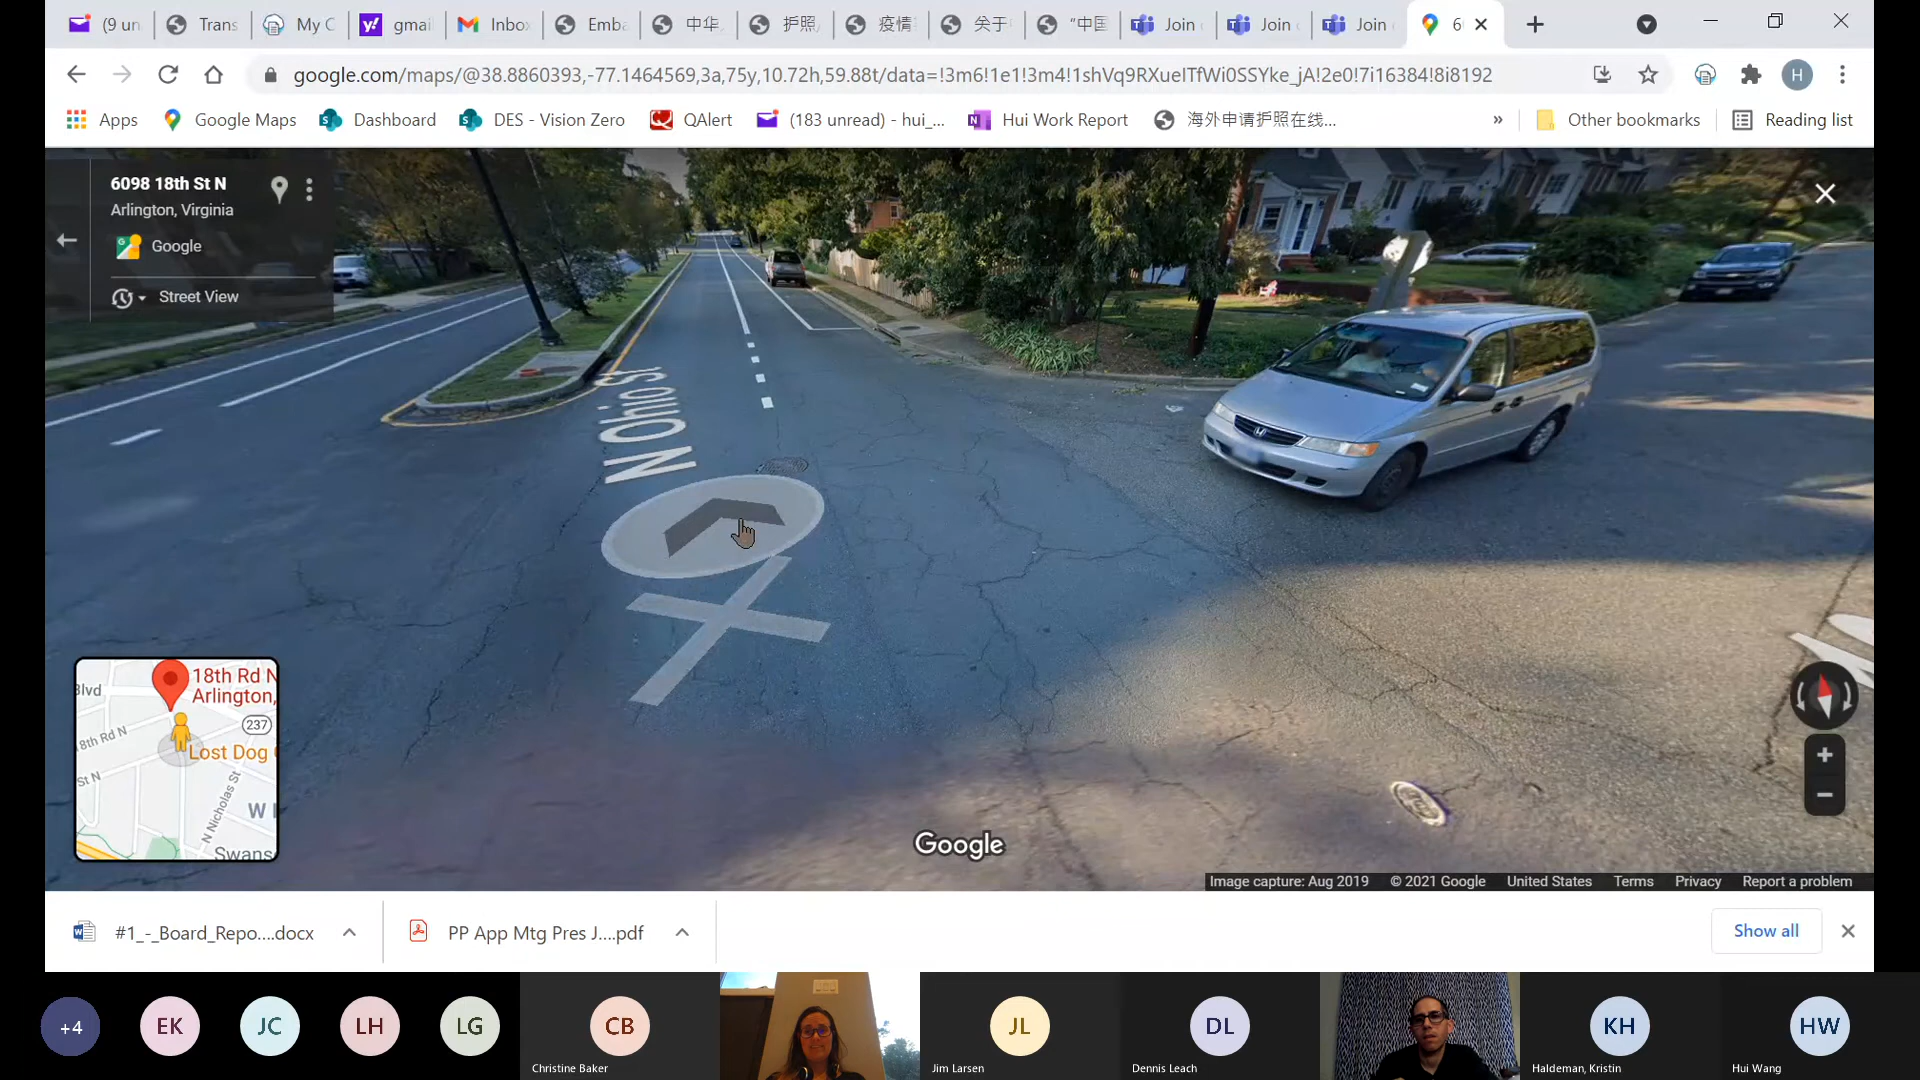 (9 un
Trans
My C
gmai
Inbox
Emba
中华
护照/
疫情
关于
"中国
Join
Join
Join
6
google.com/maps/@38.8860393,-77.1464569,3a,75y,10.72h,59.88t/data=!3m6!1e1!3m4!1shVq9RXueITfWi0SSYke_jA!2e0!7i16384!8i8192
H
Apps
Google Maps
Dashboard
DES - Vision Zero
QAlert
(183 unread) - hui_...
Hui Work Report
海外申请护照在线...
»
Other bookmarks
Reading list
6098 18th St N
Arlington, Virginia
Google
Street View
N Ohio St
18th Rd N
Arlington,
Blvd
237
18th Rd N
Lost Dog
St N
N Nicholas St
W
Swans
Google
Image capture: Aug 2019
© 2021 Google
United States
Terms
Privacy
Report a problem
#1_-_Board_Repo....docx
PP App Mtg Pres J....pdf
Show all
+4
EK
JC
LH
LG
CB
JL
DL
KH
HW
Christine Baker
Jim Larsen
Dennis Leach
Haldeman, Kristin
Hui Wang